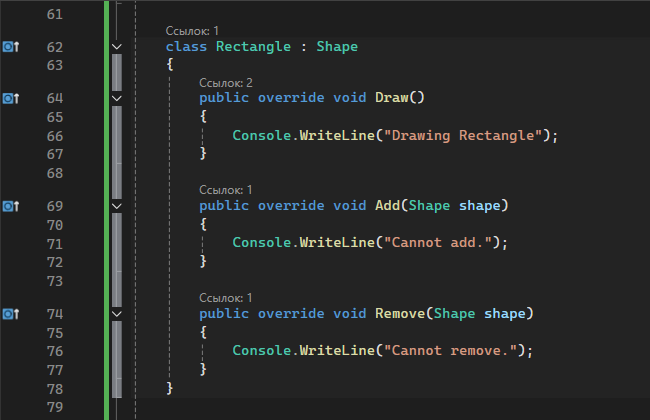 61
Ссылок: 1
62 class Rectangle : Shape
63 {
Ссылок: 2
64 public override void Draw()
65 {
66 Console.WriteLine("Drawing Rectangle");
67 }
68
Ссылок: 1
69 public override void Add(Shape shape)
70 {
71 Console.WriteLine("Cannot add.");
72 }
73
Ссылок: 1
74 public override void Remove(Shape shape)
75 {
76 Console.WriteLine("Cannot remove.");
77 }
78 }
79